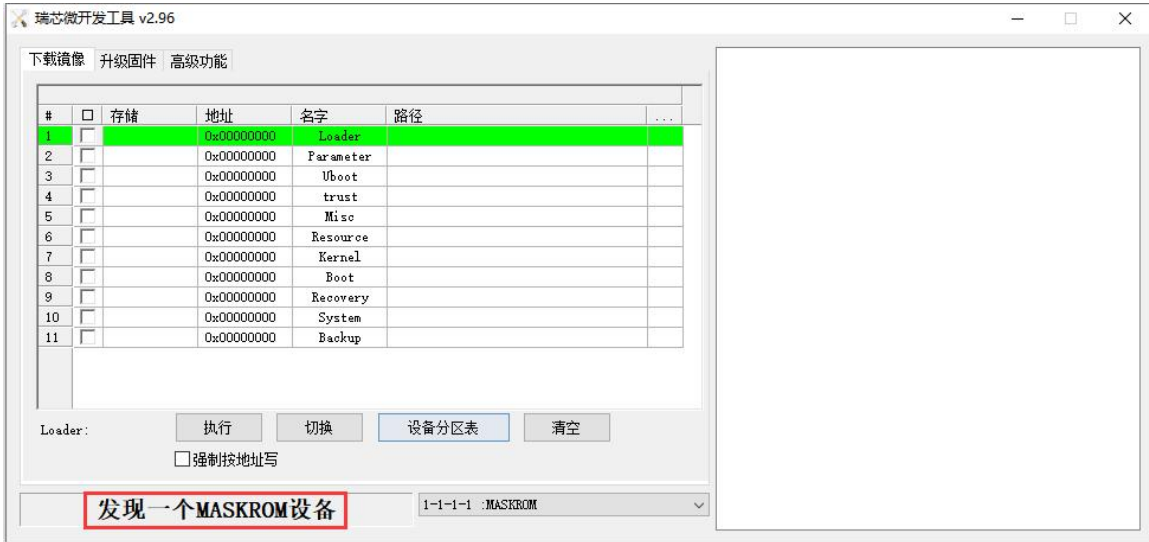 瑞芯微开发工具 v2.96
下载镜像 升级固件 高级功能
# 存储 地址 名字 路径 ...
1 0x00000000 Loader
2 0x00000000 Parameter
3 0x00000000 Uboot
4 0x00000000 trust
5 0x00000000 Misc
6 0x00000000 Resource
7 0x00000000 Kernel
8 0x00000000 Boot
9 0x00000000 Recovery
10 0x00000000 System
11 0x00000000 Backup
Loader: 执行 切换 设备分区表 清空
强制按地址写
发现一个MASKROM设备 1-1-1-1 :MASKROM